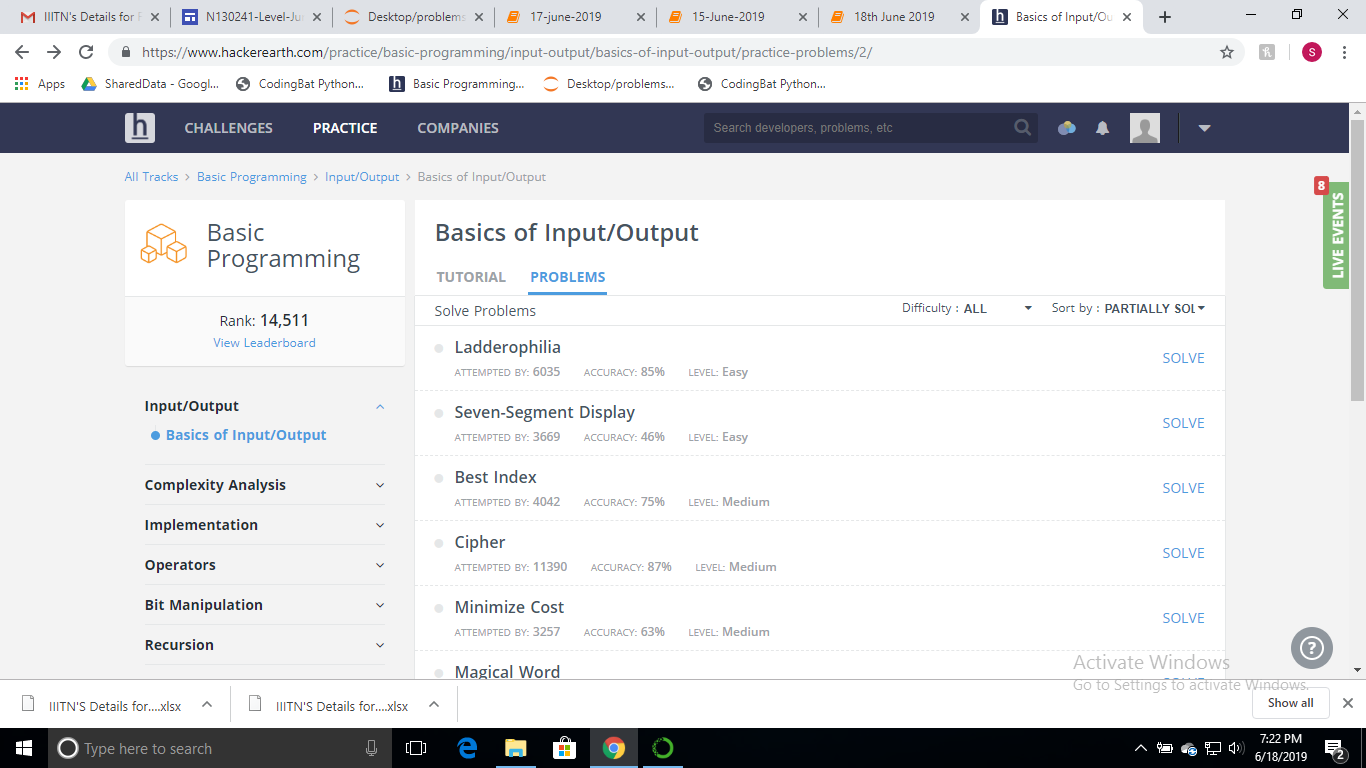 IIITN's Details for F
N130241-Level-Ju
Desktop/problems
17-june-2019
15-June-2019
18th June 2019
Basics of Input/Ou
https://www.hackerearth.com/practice/basic-programming/input-output/basics-of-input-output/practice-problems/2/
S
Apps
SharedData - Googl...
CodingBat Python...
h
Basic Programming...
Desktop/problems...
CodingBat Python...
h
CHALLENGES
PRACTICE
COMPANIES
Search developers, problems, etc
All Tracks > Basic Programming > Input/Output > Basics of Input/Output
8
LIVE EVENTS
Basic
Programming
Rank: 14,511
View Leaderboard
Input/Output
Basics of Input/Output
Complexity Analysis
Implementation
Operators
Bit Manipulation
Recursion
Basics of Input/Output
TUTORIAL PROBLEMS
Solve Problems
Difficulty : ALL
Sort by : PARTIALLY SOL
Ladderophilia
ATTEMPTED BY: 6035 ACCURACY: 85% LEVEL: Easy
SOLVE
Seven-Segment Display
ATTEMPTED BY: 3669 ACCURACY: 46% LEVEL: Easy
SOLVE
Best Index
ATTEMPTED BY: 4042 ACCURACY: 75% LEVEL: Medium
SOLVE
Cipher
ATTEMPTED BY: 11390 ACCURACY: 87% LEVEL: Medium
SOLVE
Minimize Cost
ATTEMPTED BY: 3257 ACCURACY: 63% LEVEL: Medium
SOLVE
Magical Word
?
Activate Windows
Go to Settings to activate Windows.
IIITN'S Details for....xlsx
IIITN'S Details for....xlsx
Show all
Type here to search
7:22 PM
6/18/2019
2